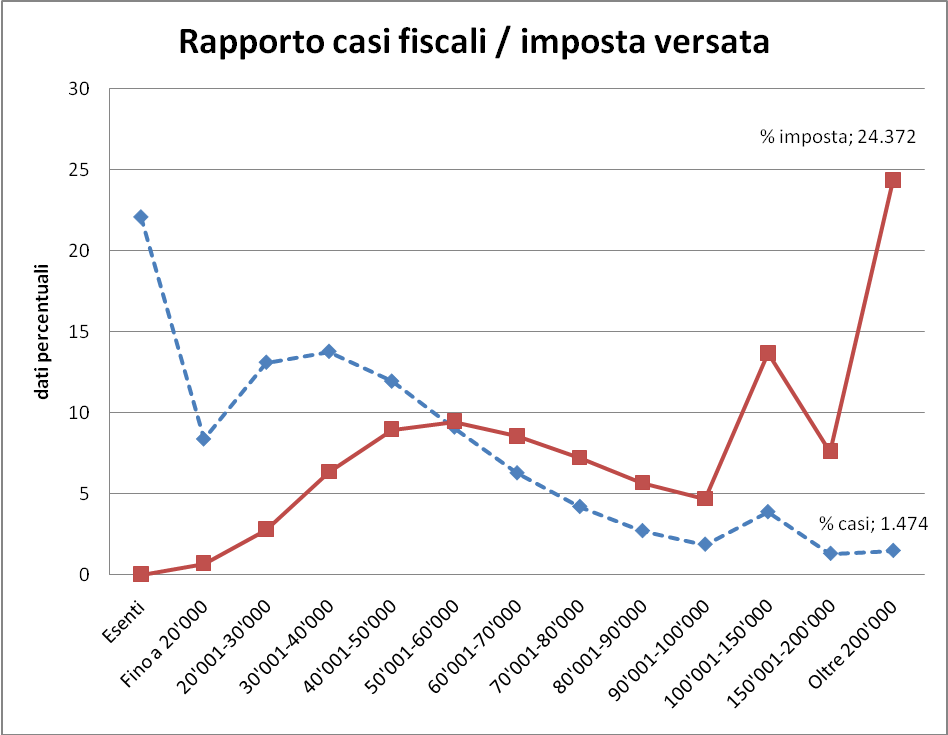 Rapporto casi fiscali / imposta versata
30
% imposta; 24.372
25
20
dati percentuali
15
10
5
% casi; 1.474
0
Esenti
Fino a 20'000
20'001-30'000
30'001-40'000
40'001-50'000
50'001-60'000
60'001-70'000
70'001-80'000
80'001-90'000
90'001-100'000
100'001-150'000
150'001-200'000
Oltre 200'000